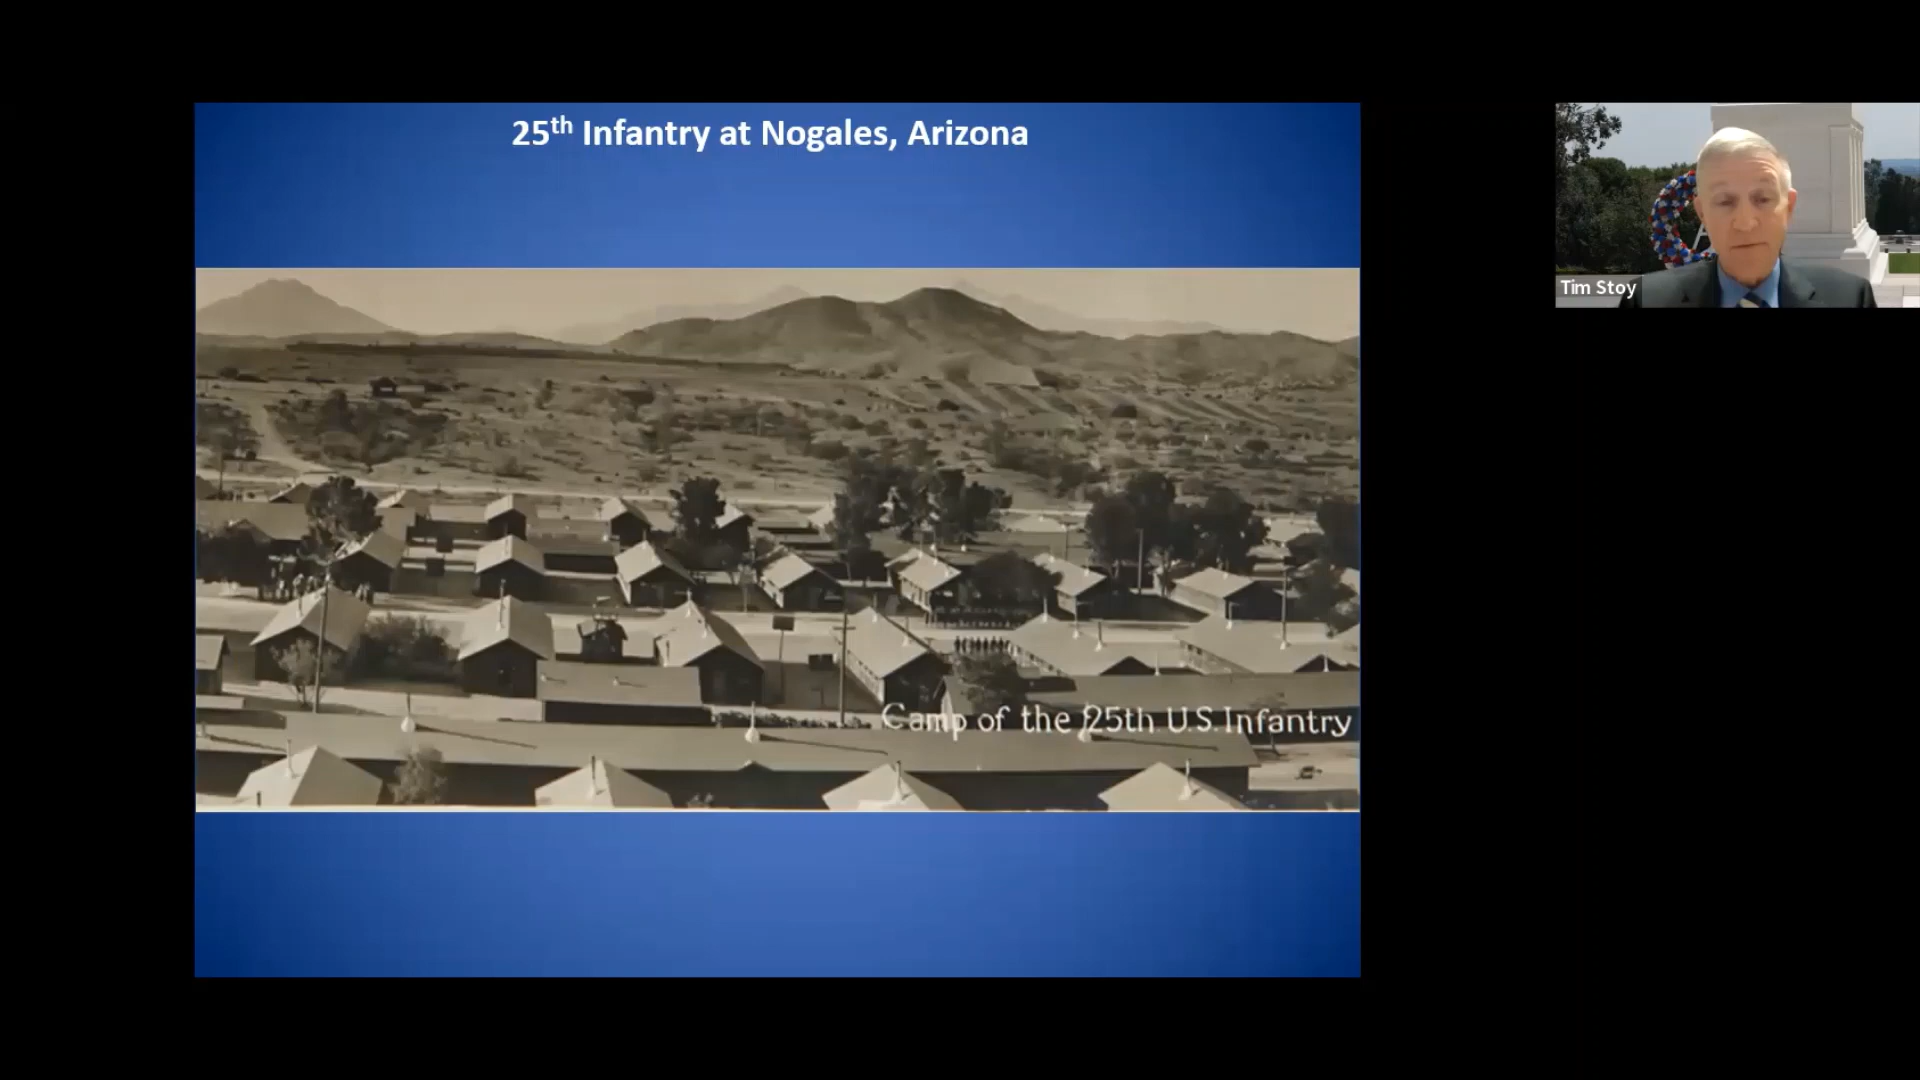 25th Infantry at Nogales, Arizona
Tim Stoy
Camp of the 25th U.S. Infantry